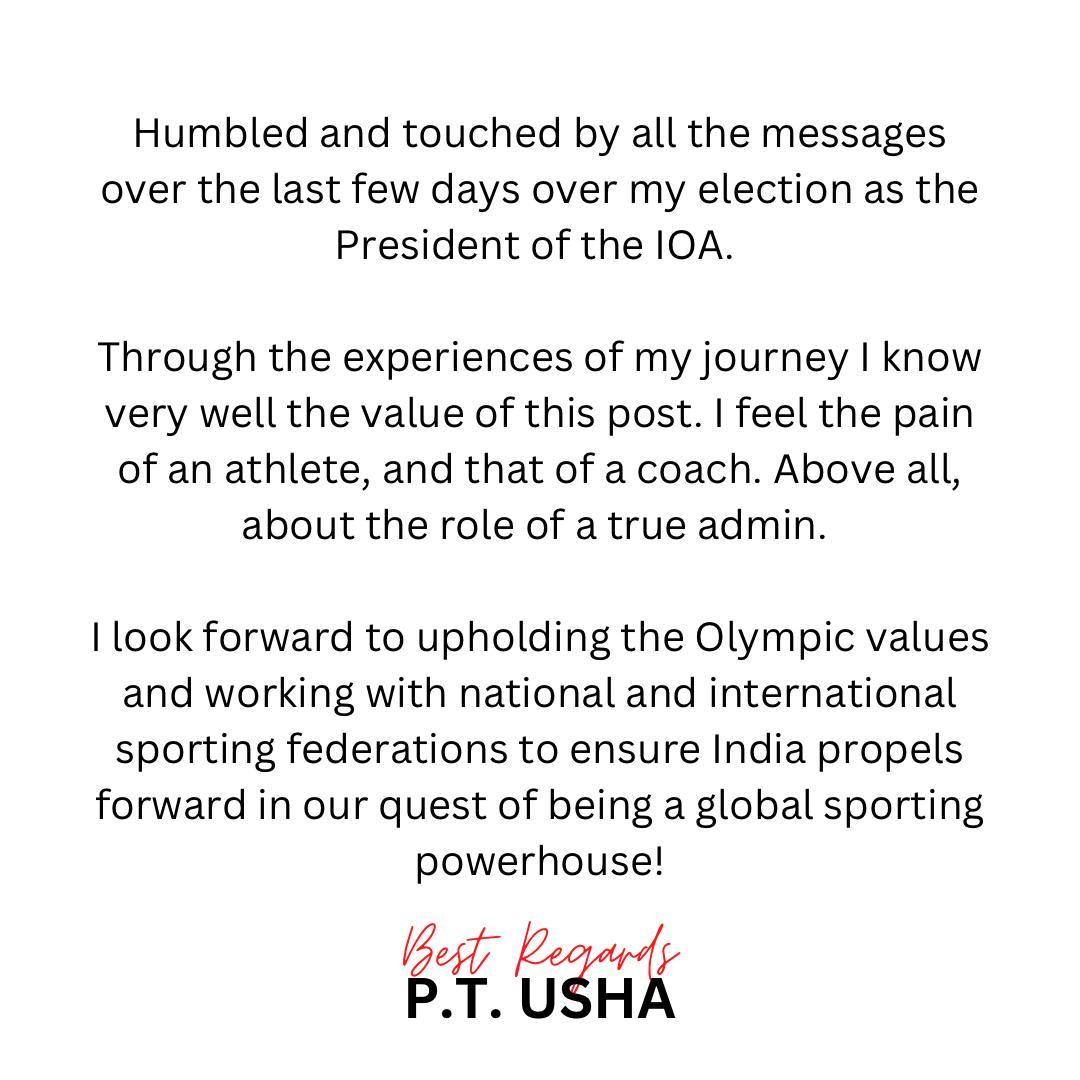 Humbled and touched by all the messages
over the last few days over my election as the
President of the IOA.
Through the experiences of my journey I know
very well the value of this post. I feel the pain
of an athlete, and that of a coach. Above all,
about the role of a true admin.
I look forward to upholding the Olympic values
and working with national and international
sporting federations to ensure India propels
forward in our quest of being a global sporting
powerhouse!
Best Regards
P.T. USHA